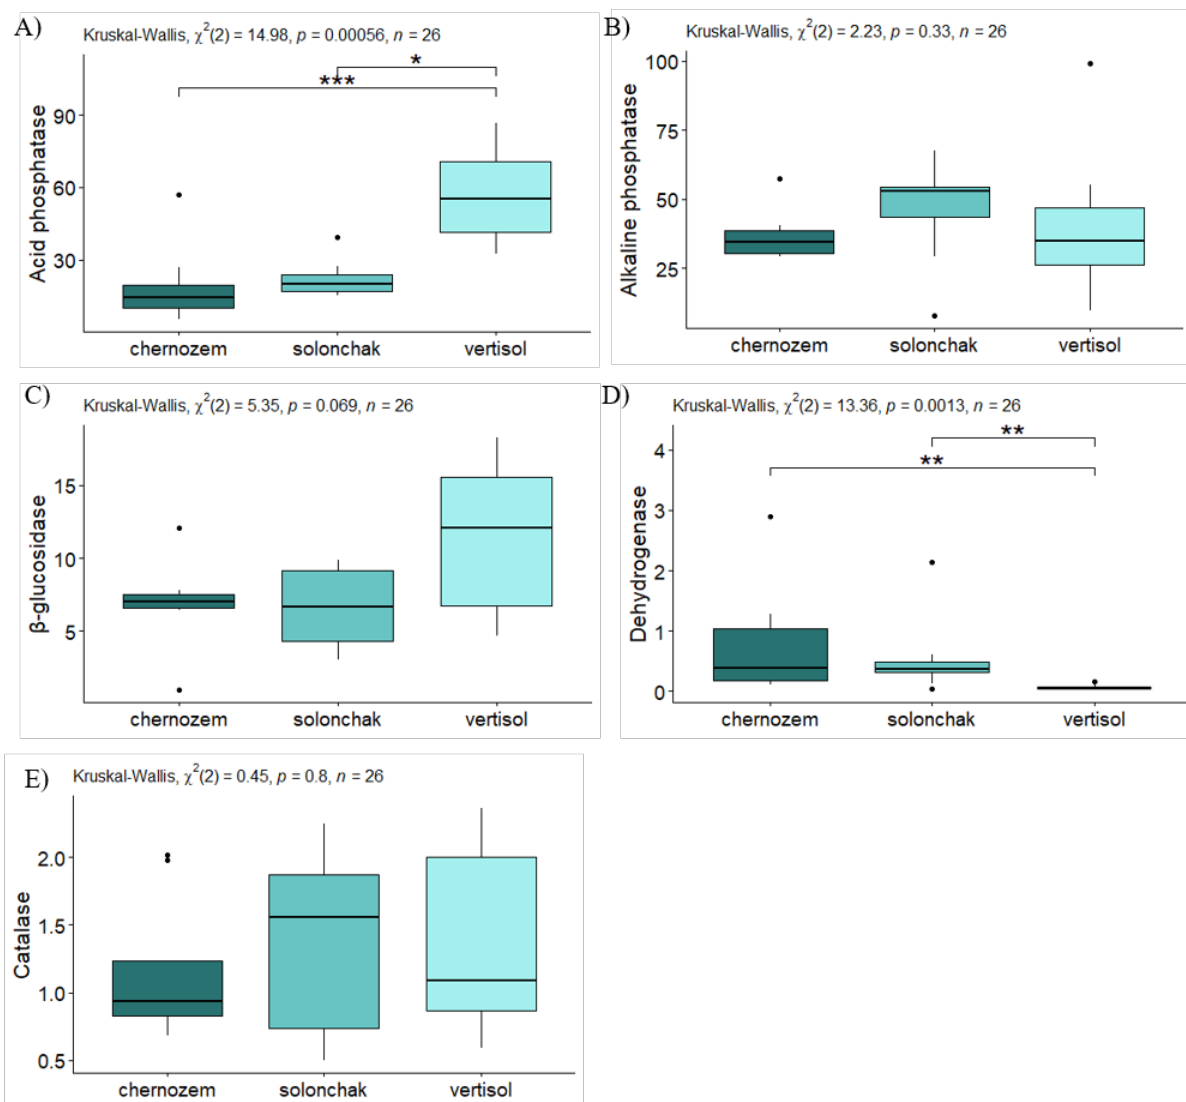 A)
Kruskal-Wallis, χ²(2) = 14.98, p = 0.00056, n = 26
*
***
Acid phosphatase
90
60
30
chernozem solonchak vertisol
B)
Kruskal-Wallis, χ²(2) = 2.23, p = 0.33, n = 26
Alkaline phosphatase
100
75
50
25
chernozem solonchak vertisol
C)
Kruskal-Wallis, χ²(2) = 5.35, p = 0.069, n = 26
β-glucosidase
15
10
5
chernozem solonchak vertisol
D)
Kruskal-Wallis, χ²(2) = 13.36, p = 0.0013, n = 26
**
**
Dehydrogenase
4
3
2
1
0
chernozem solonchak vertisol
E)
Kruskal-Wallis, χ²(2) = 0.45, p = 0.8, n = 26
Catalase
2.0
1.5
1.0
0.5
chernozem solonchak vertisol